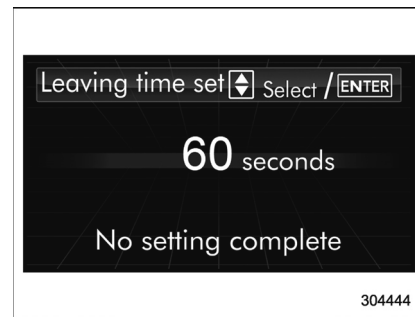 Leaving time set Select / ENTER
60 seconds
No setting complete
304444